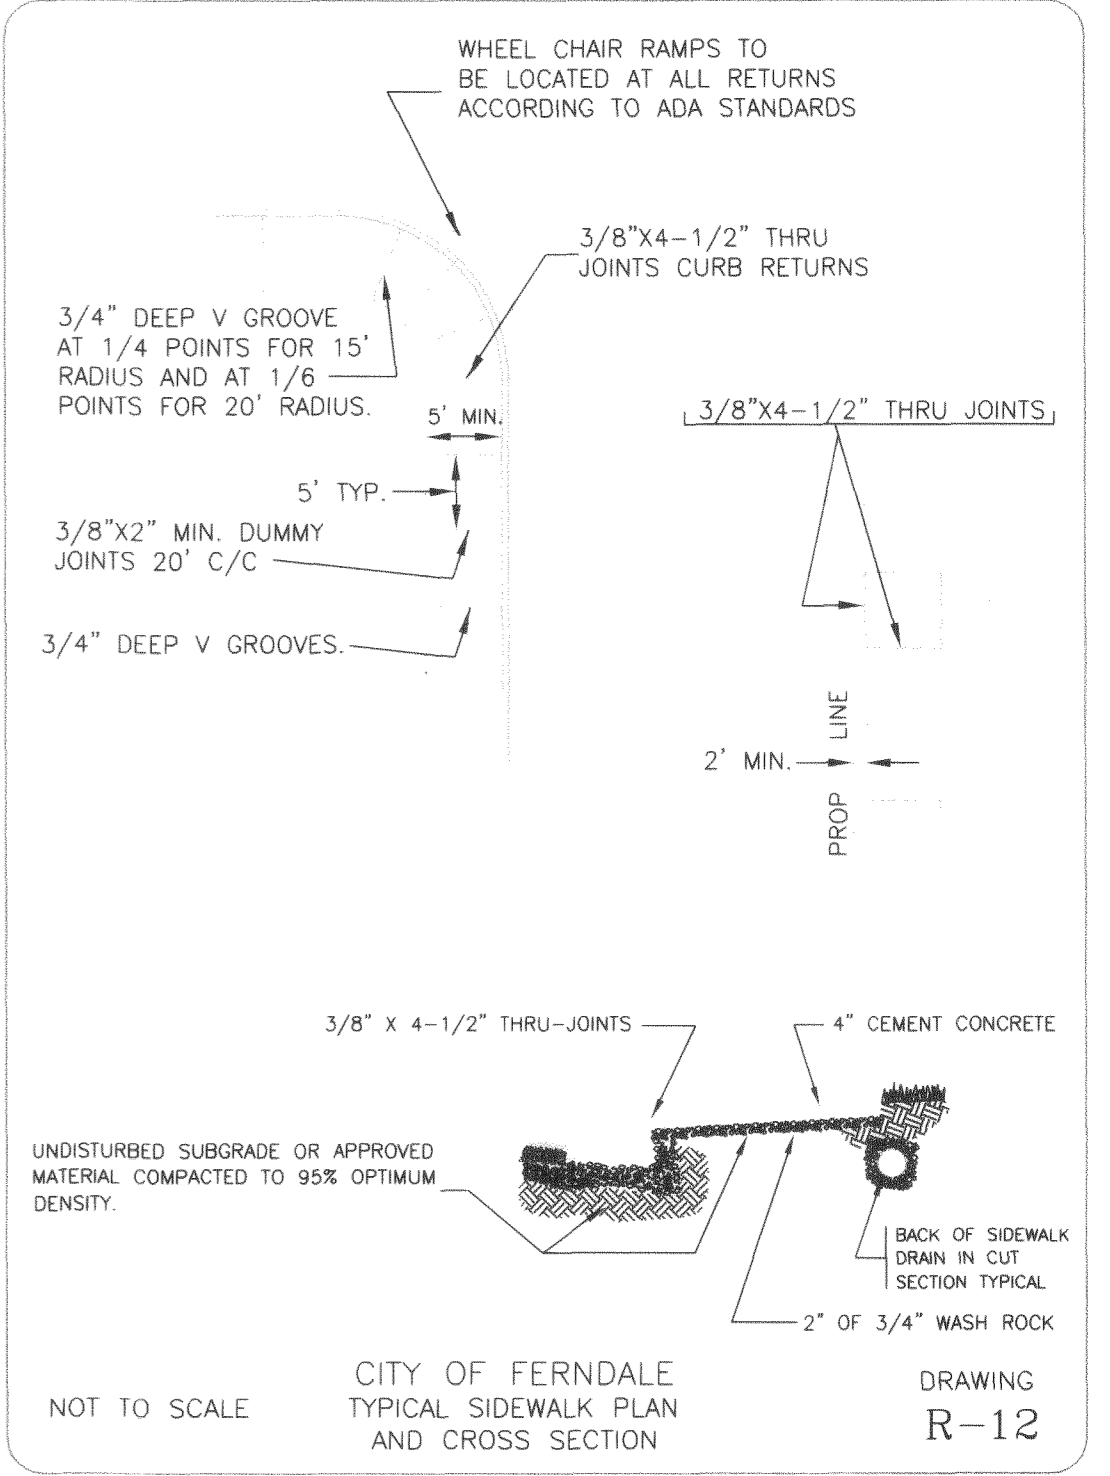 WHEEL CHAIR RAMPS TO
BE LOCATED AT ALL RETURNS
ACCORDING TO ADA STANDARDS
3/8"X4-1/2" THRU
JOINTS CURB RETURNS
3/4" DEEP V GROOVE
AT 1/4 POINTS FOR 15'
RADIUS AND AT 1/6
POINTS FOR 20' RADIUS.
5' MIN.
3/8"X4-1/2" THRU JOINTS
5' TYP.
3/8"X2" MIN. DUMMY
JOINTS 20' C/C
3/4" DEEP V GROOVES.
2' MIN.
PROP LINE
3/8" X 4-1/2" THRU-JOINTS
4" CEMENT CONCRETE
UNDISTURBED SUBGRADE OR APPROVED
MATERIAL COMPACTED TO 95% OPTIMUM
DENSITY.
BACK OF SIDEWALK
DRAIN IN CUT
SECTION TYPICAL
2" OF 3/4" WASH ROCK
NOT TO SCALE
CITY OF FERNDALE
TYPICAL SIDEWALK PLAN
AND CROSS SECTION
DRAWING
R-12